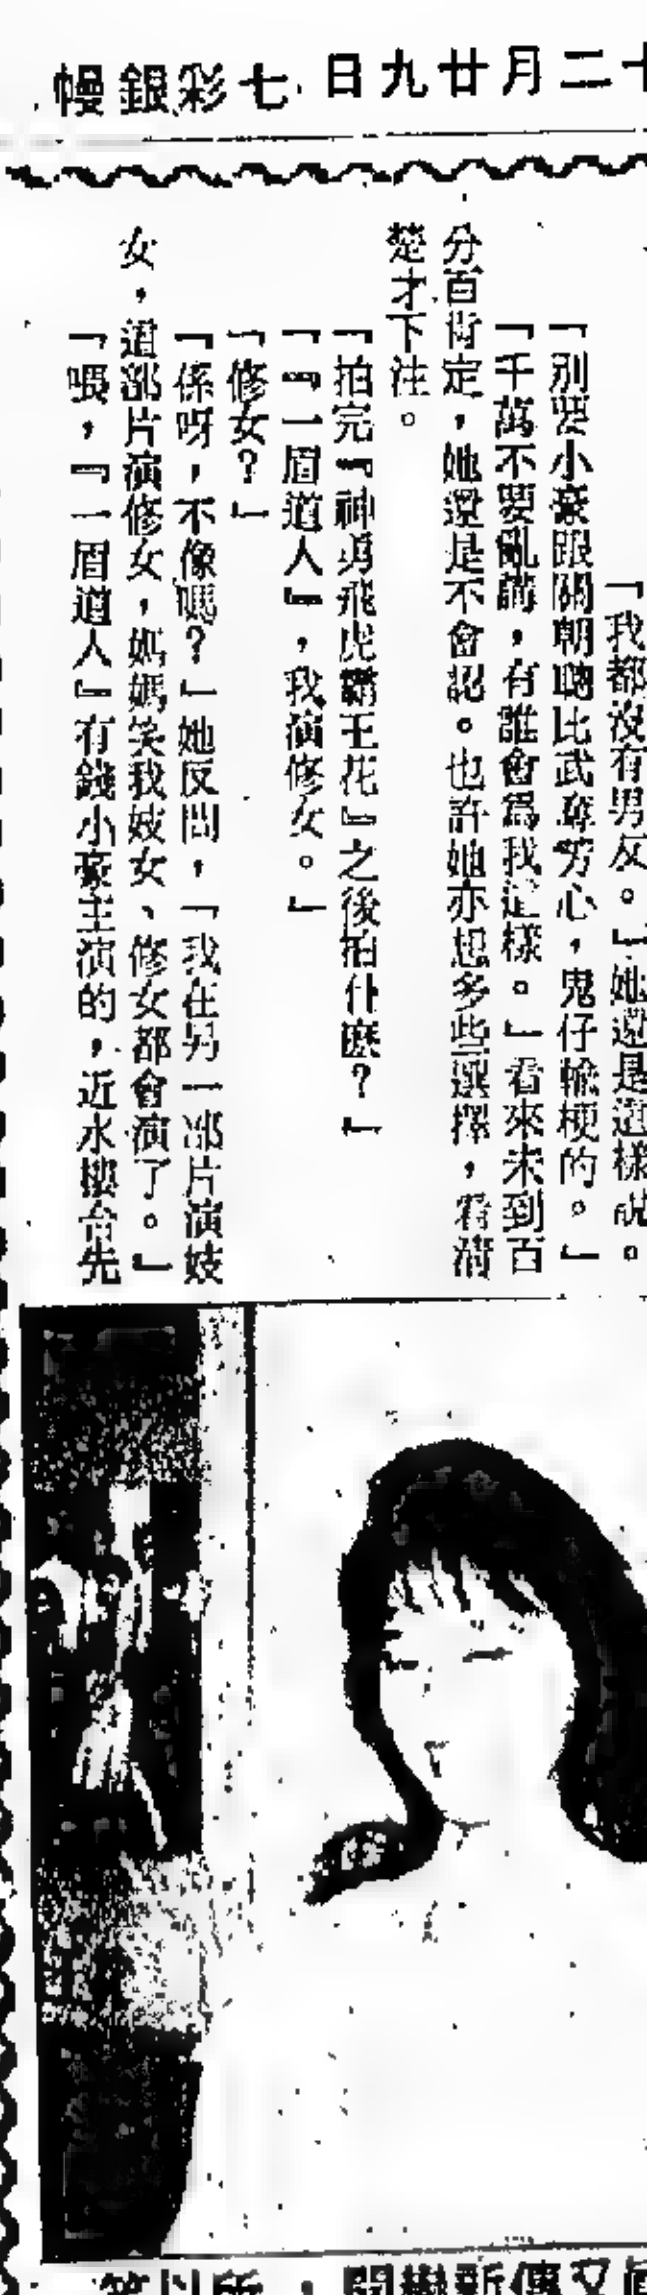 十二月廿九日 七彩銀幔
「我都沒有男友。」她還是這樣說。
「別要小豪跟關朝聰比武奪芳心，鬼仔輸梗的。」
「千萬不要亂講，有誰會爲我這樣。」看來未到百
分百肯定，她還是不會認。也許她亦想多些選擇，看清
楚才下注。
「拍完『神勇飛虎霸王花』之後拍什麽？」
「『一眉道人』，我演修女。」
「修女？」
「係呀，不像嗎？」她反問，「我在另一部片演妓
女，這部片演修女，媽媽笑我妓女、修女都會演了。」
「喂，『一眉道人』有錢小豪主演的，近水樓台先